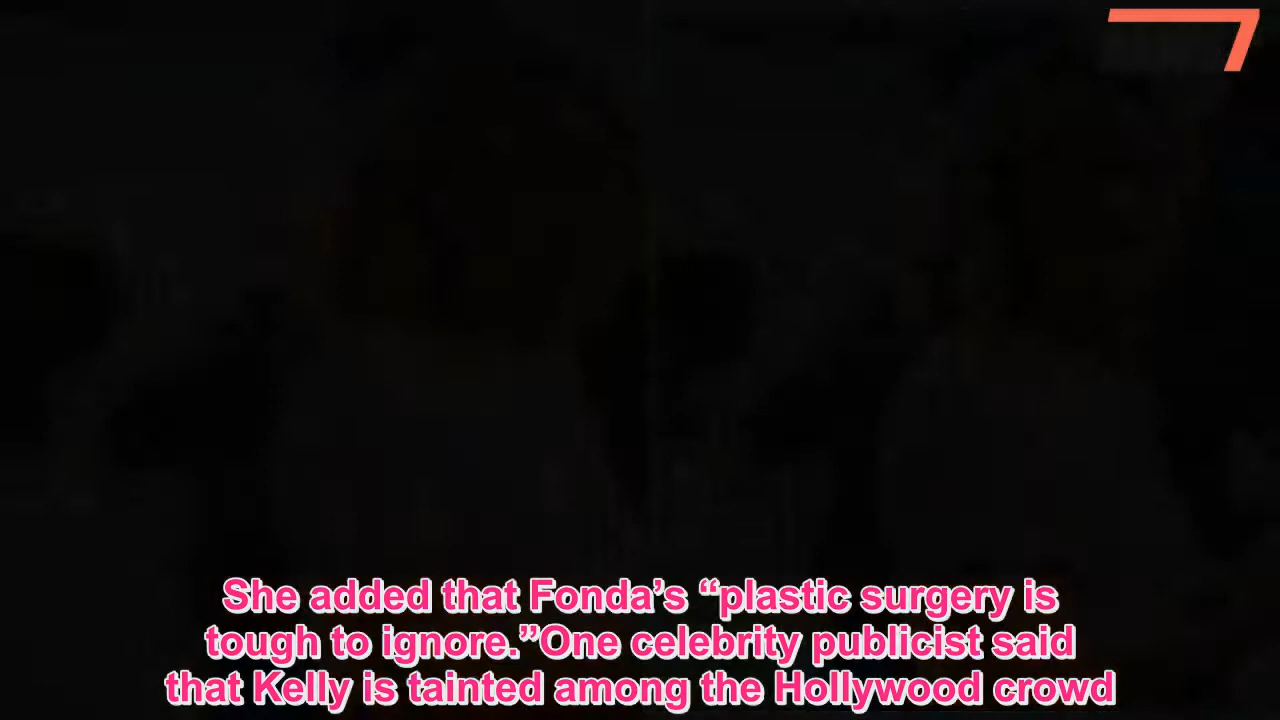 She added that Fonda’s “plastic surgery is
tough to ignore.”One celebrity publicist said
that Kelly is tainted among the Hollywood crowd